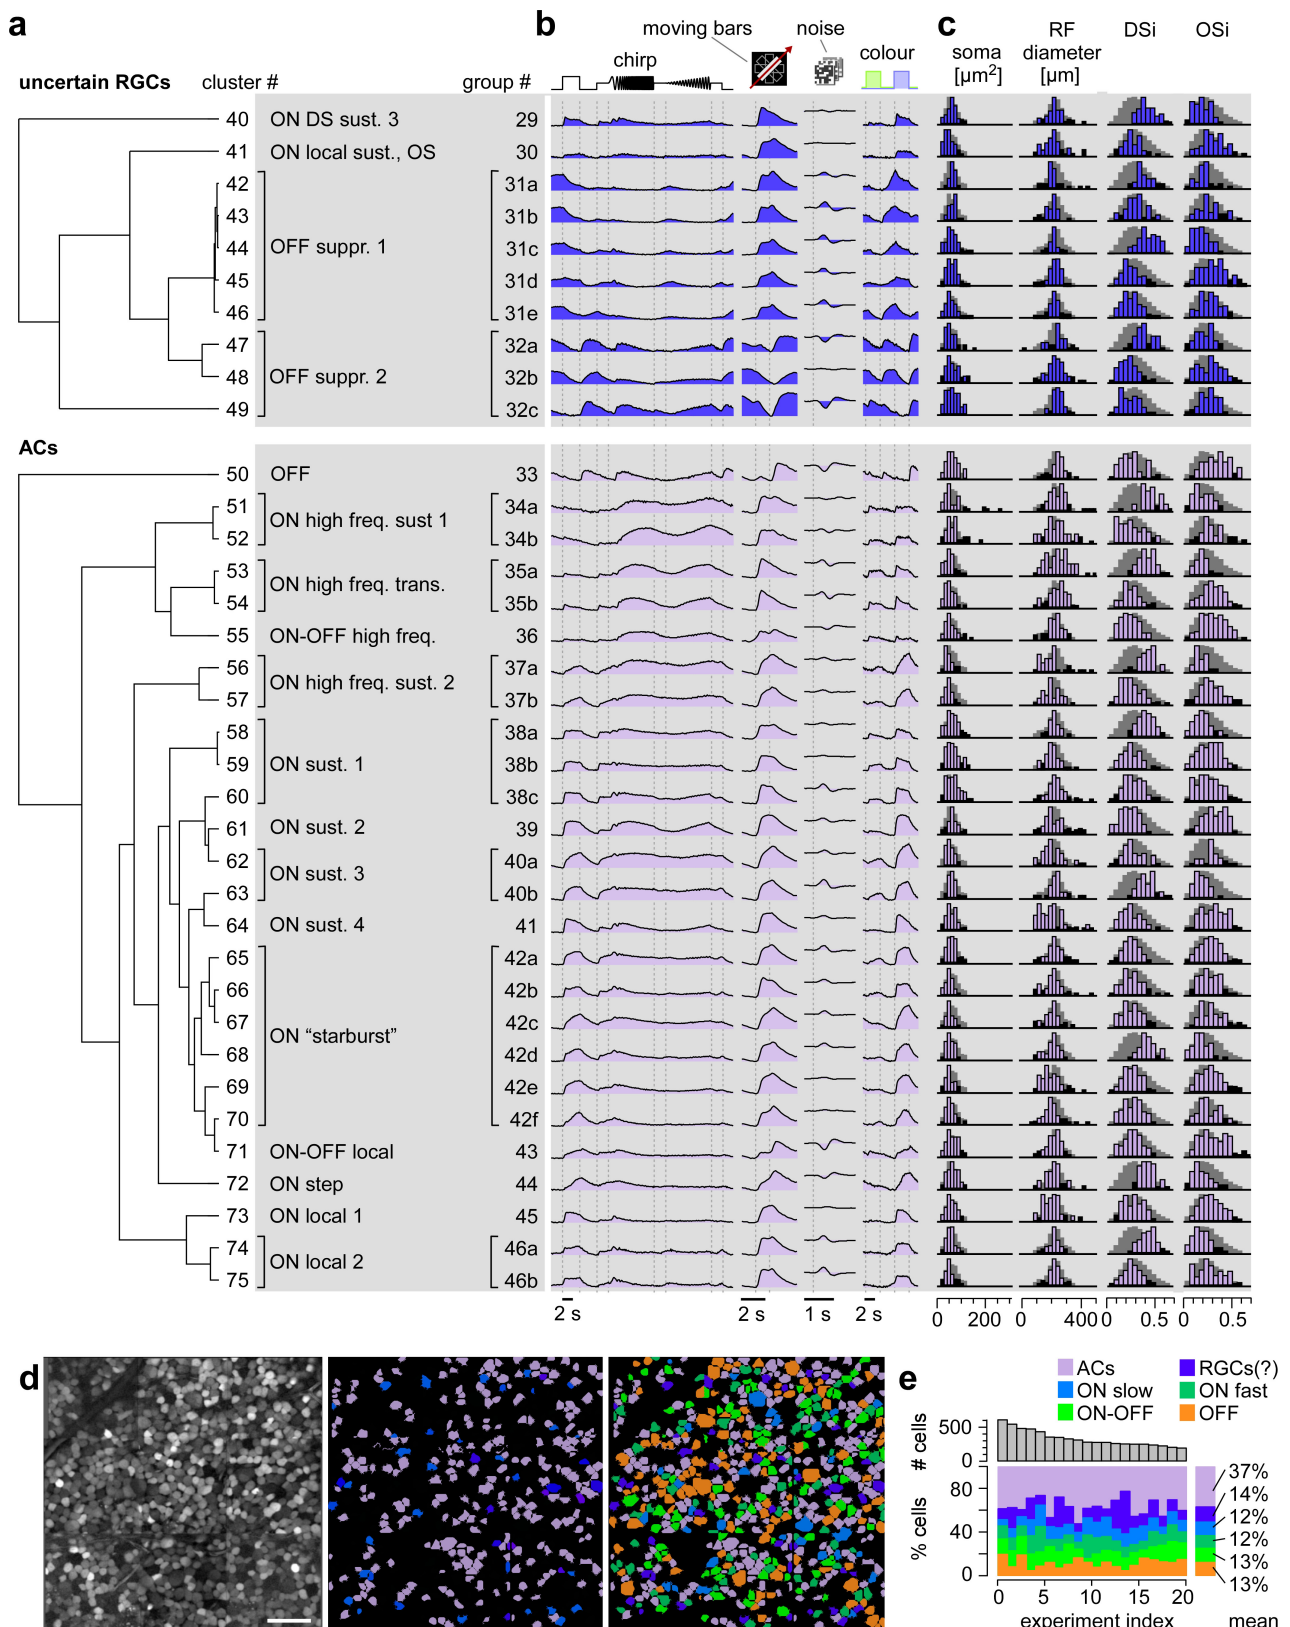 a
b
c
moving bars
noise
chirp
colour
soma
[µm²]
RF
diameter
[µm]
DSi
OSi
uncertain RGCs
cluster #
group #
40 ON DS sust. 3 29
41 ON local sust., OS 30
42 31a
43 31b
44 OFF suppr. 1 31c
45 31d
46 31e
47 32a
48 OFF suppr. 2 32b
49 32c
ACs
50 OFF 33
51 34a
ON high freq. sust 1
52 34b
53 35a
ON high freq. trans.
54 35b
55 ON-OFF high freq. 36
56 37a
ON high freq. sust. 2
57 37b
58 38a
59 ON sust. 1 38b
60 38c
61 ON sust. 2 39
62 40a
ON sust. 3
63 40b
64 ON sust. 4 41
65 42a
66 42b
67 42c
ON “starburst”
68 42d
69 42e
70 42f
71 ON-OFF local 43
72 ON step 44
73 ON local 1 45
74 46a
ON local 2
75 46b
2 s 2 s 1 s 2 s
0 200 0 400 0 0.5 0 0.5
d
e
ACs RGCs(?)
ON slow ON fast
ON-OFF OFF
# cells
500
0
% cells
80
40
0
37%
14%
12%
12%
13%
13%
0 5 10 15 20
experiment index mean